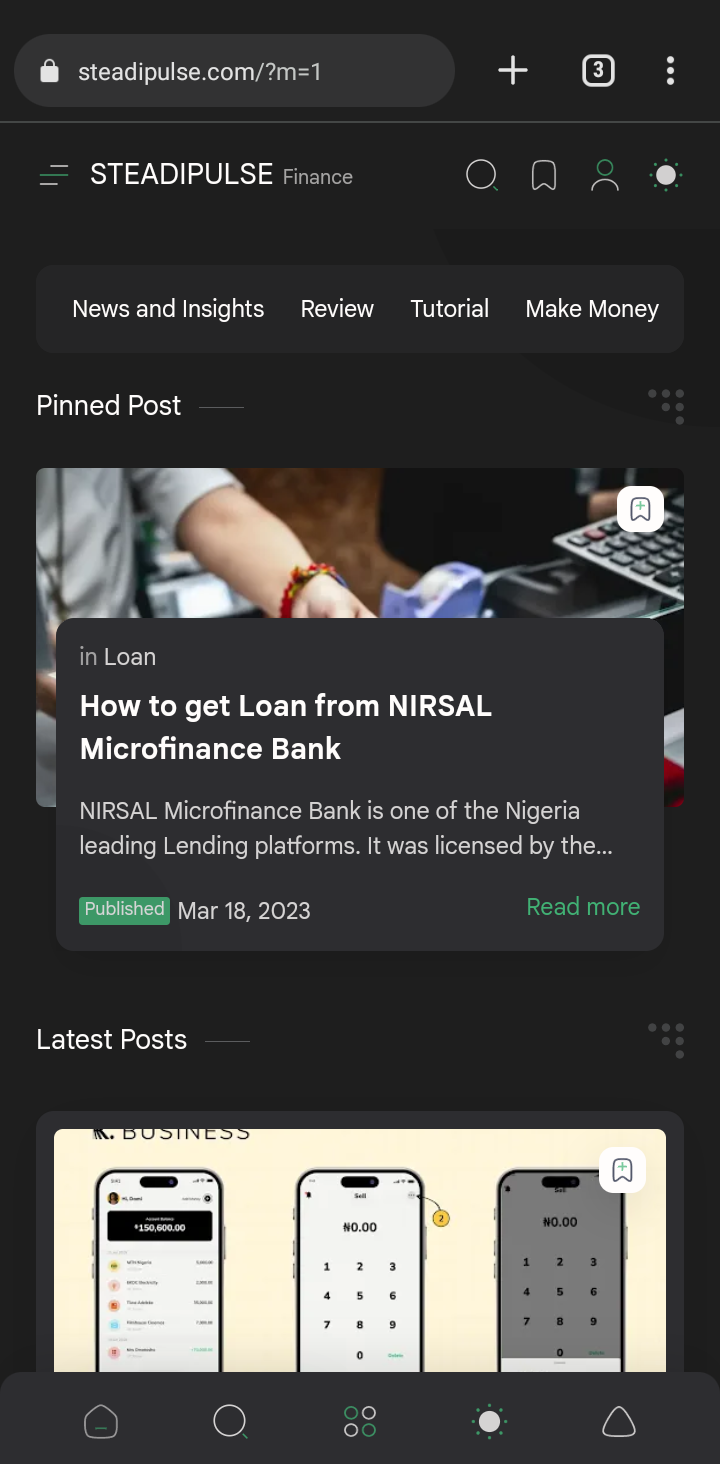 steadipulse.com/?m=1
3
STEADIPULSE Finance
News and Insights Review Tutorial Make Money
Pinned Post
in Loan
How to get Loan from NIRSAL
Microfinance Bank
NIRSAL Microfinance Bank is one of the Nigeria
leading Lending platforms. It was licensed by the...
Published Mar 18, 2023
Read more
Latest Posts
BUSINESS
Account Balance
₦150,600.00
Sell
2
₦0.00
1 2 3
4 5 6
7 8 9
0
Sell
₦0.00
1 2 3
4 5 6
7 8 9
0